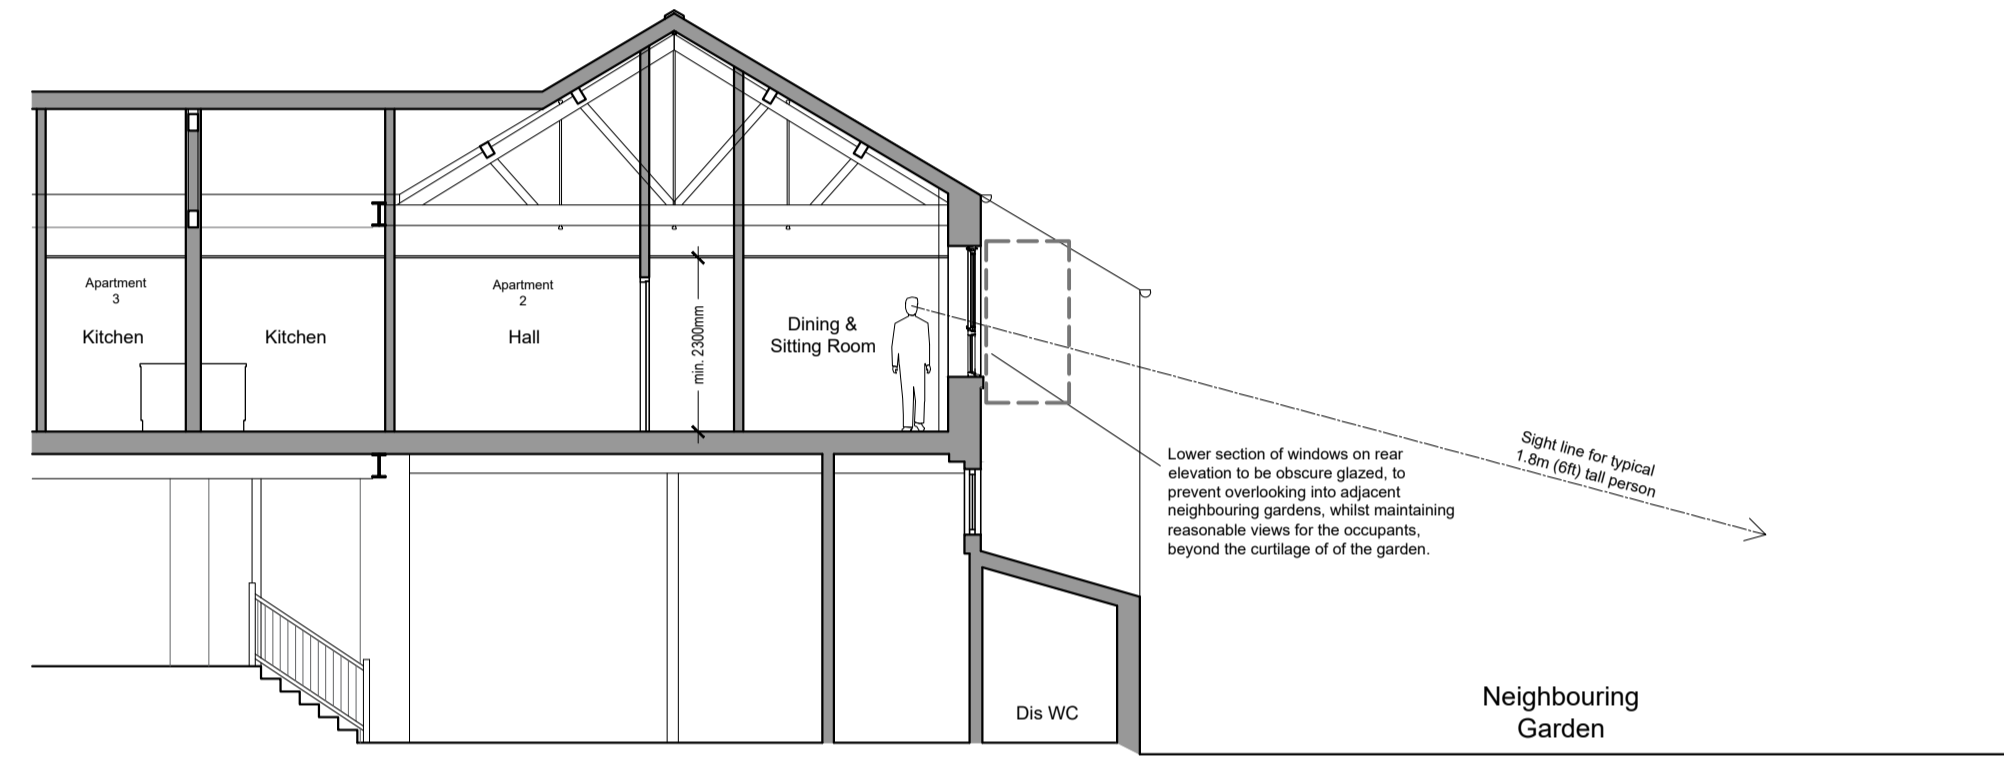 Apartment
3
Kitchen
Kitchen
Apartment
2
Hall
min. 2300mm
Dining &
Sitting Room
Lower section of windows on rear
elevation to be obscure glazed, to
prevent overlooking into adjacent
neighbouring gardens, whilst maintaining
reasonable views for the occupants,
beyond the curtilage of of the garden.
Sight line for typical
1.8m (6ft) tall person
Dis WC
Neighbouring
Garden